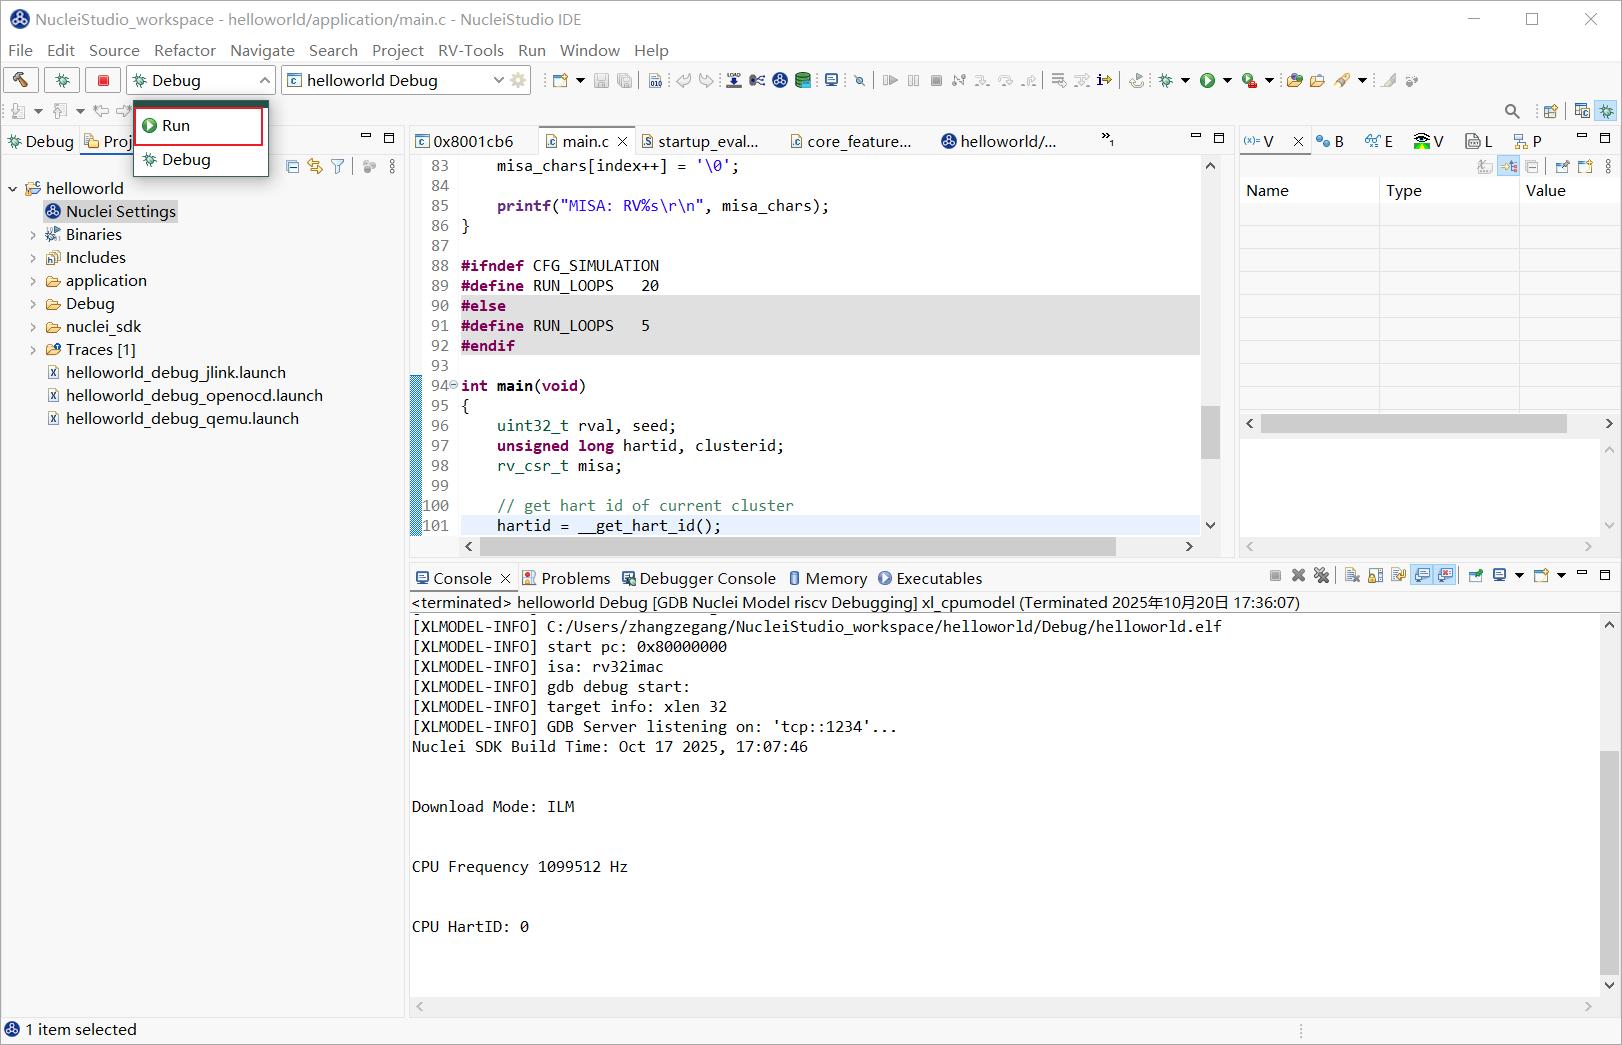 NucleiStudio_workspace - helloworld/application/main.c - NucleiStudio IDE
File Edit Source Refactor Navigate Search Project RV-Tools Run Window Help
Debug
helloworld Debug
Run
Debug
Debug
Proj
helloworld
Nuclei Settings
Binaries
Includes
application
Debug
nuclei_sdk
Traces [1]
helloworld_debug_jlink.launch
helloworld_debug_openocd.launch
helloworld_debug_qemu.launch
0x8001cb6 main.c startup_eval... core_feature... helloworld/... »1
83 misa_chars[index++] = '\0';
84
85 printf("MISA: RV%s\r\n", misa_chars);
86 }
87
88 #ifndef CFG_SIMULATION
89 #define RUN_LOOPS 20
90 #else
91 #define RUN_LOOPS 5
92 #endif
93
94 int main(void)
95 {
96 uint32_t rval, seed;
97 unsigned long hartid, clusterid;
98 rv_csr_t misa;
99
100 // get hart id of current cluster
101 hartid = __get_hart_id();
(x)= V B E V L P
Name Type Value
Console Problems Debugger Console Memory Executables
<terminated> helloworld Debug [GDB Nuclei Model riscv Debugging] xl_cpumodel (Terminated 2025年10月20日 17:36:07)
[XLMODEL-INFO] C:/Users/zhangzegang/NucleiStudio_workspace/helloworld/Debug/helloworld.elf
[XLMODEL-INFO] start pc: 0x80000000
[XLMODEL-INFO] isa: rv32imac
[XLMODEL-INFO] gdb debug start:
[XLMODEL-INFO] target info: xlen 32
[XLMODEL-INFO] GDB Server listening on: 'tcp::1234'...
Nuclei SDK Build Time: Oct 17 2025, 17:07:46
Download Mode: ILM
CPU Frequency 1099512 Hz
CPU HartID: 0
1 item selected